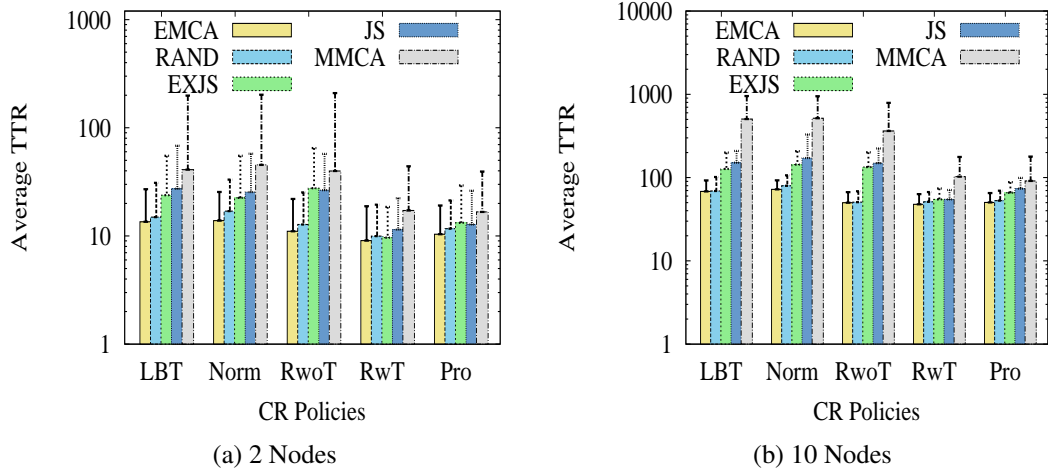 1000
100
10
1
Average TTR
EMCA
RAND
EXJS
JS
MMCA
LBT Norm RwoT RwT Pro
CR Policies
(a) 2 Nodes
10000
1000
100
10
1
Average TTR
EMCA
RAND
EXJS
JS
MMCA
LBT Norm RwoT RwT Pro
CR Policies
(b) 10 Nodes